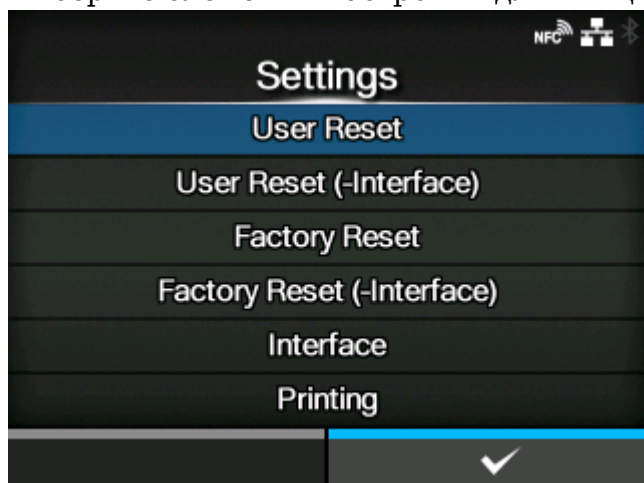 NFC
Settings
User Reset
User Reset (-Interface)
Factory Reset
Factory Reset (-Interface)
Interface
Printing